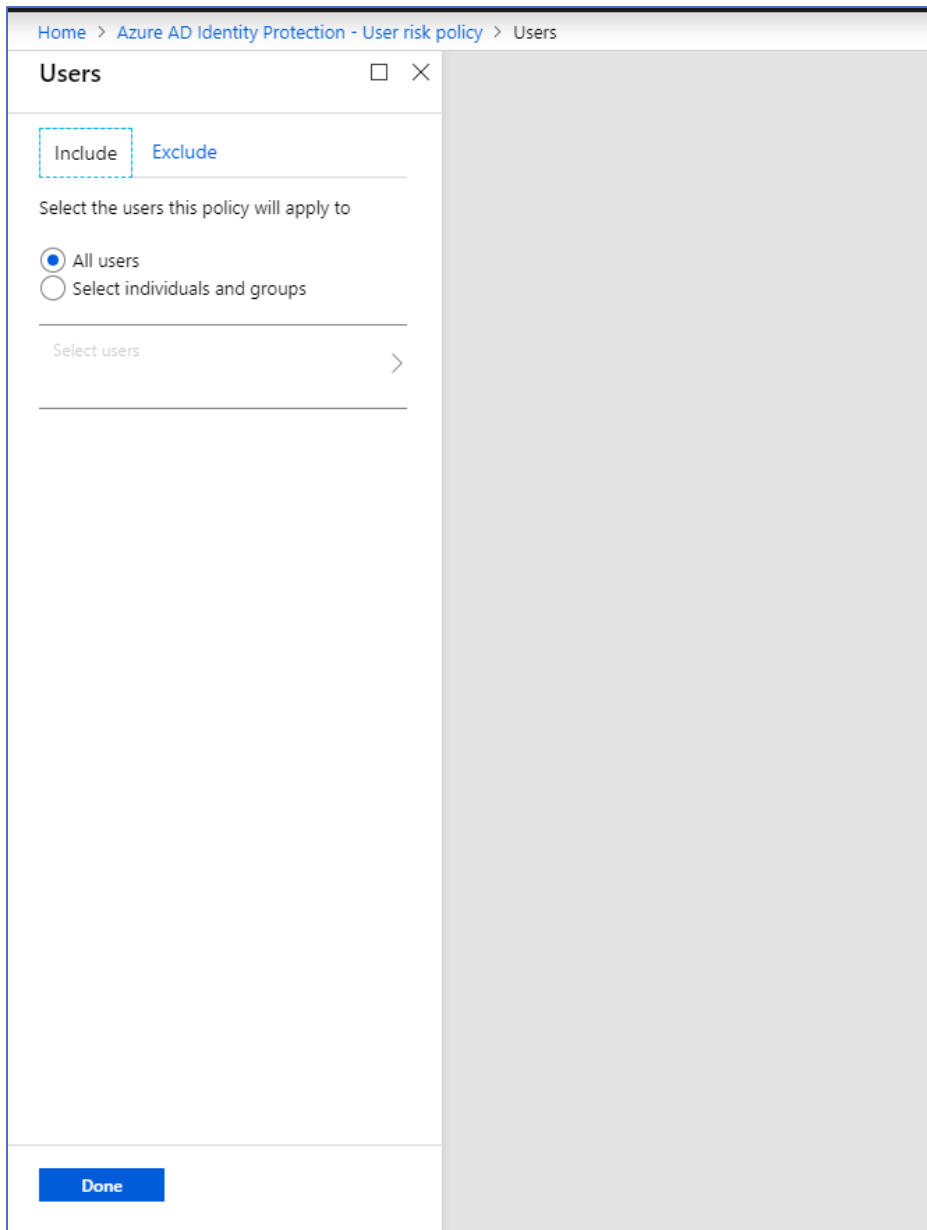 Home > Azure AD Identity Protection - User risk policy > Users
Users
Include Exclude
Select the users this policy will apply to
All users
Select individuals and groups
Select users
Done